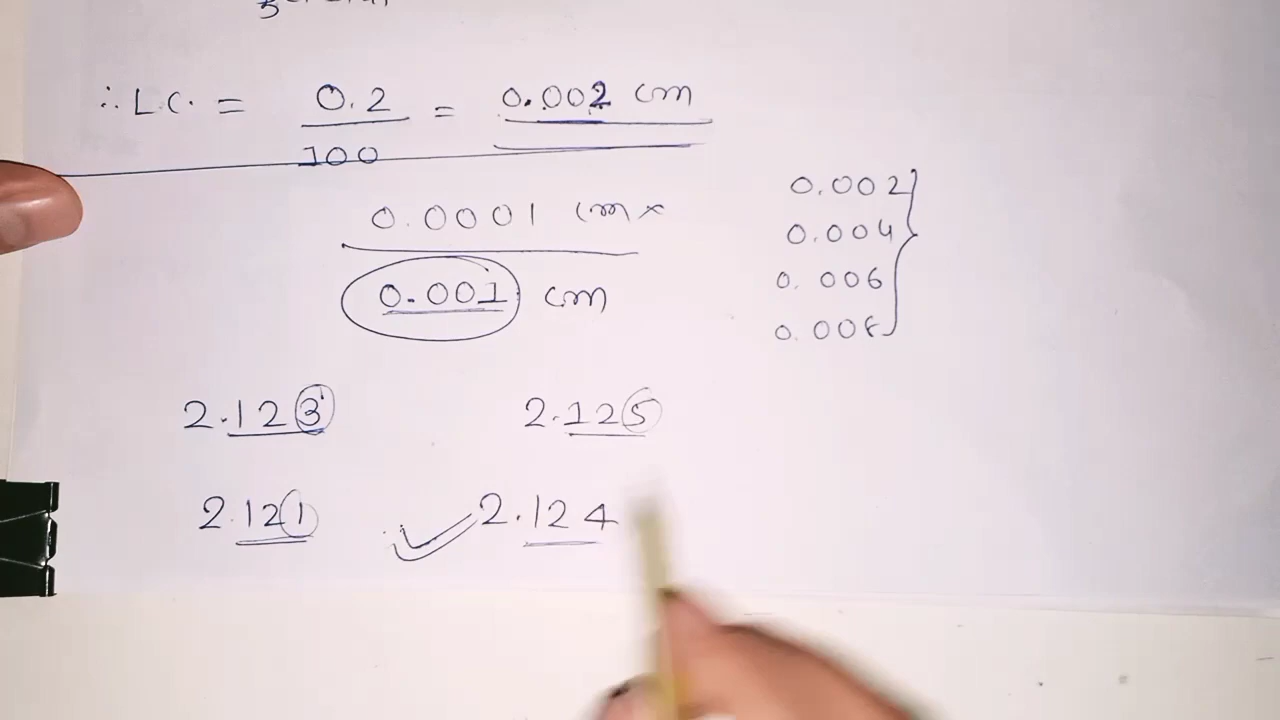 ∴ L.C. = 0.2 / 100 = 0.002 cm
0.0001 cm ×
0.001 cm
0.002
0.004
0.006
0.008
2.123
2.125
2.121
✓ 2.124